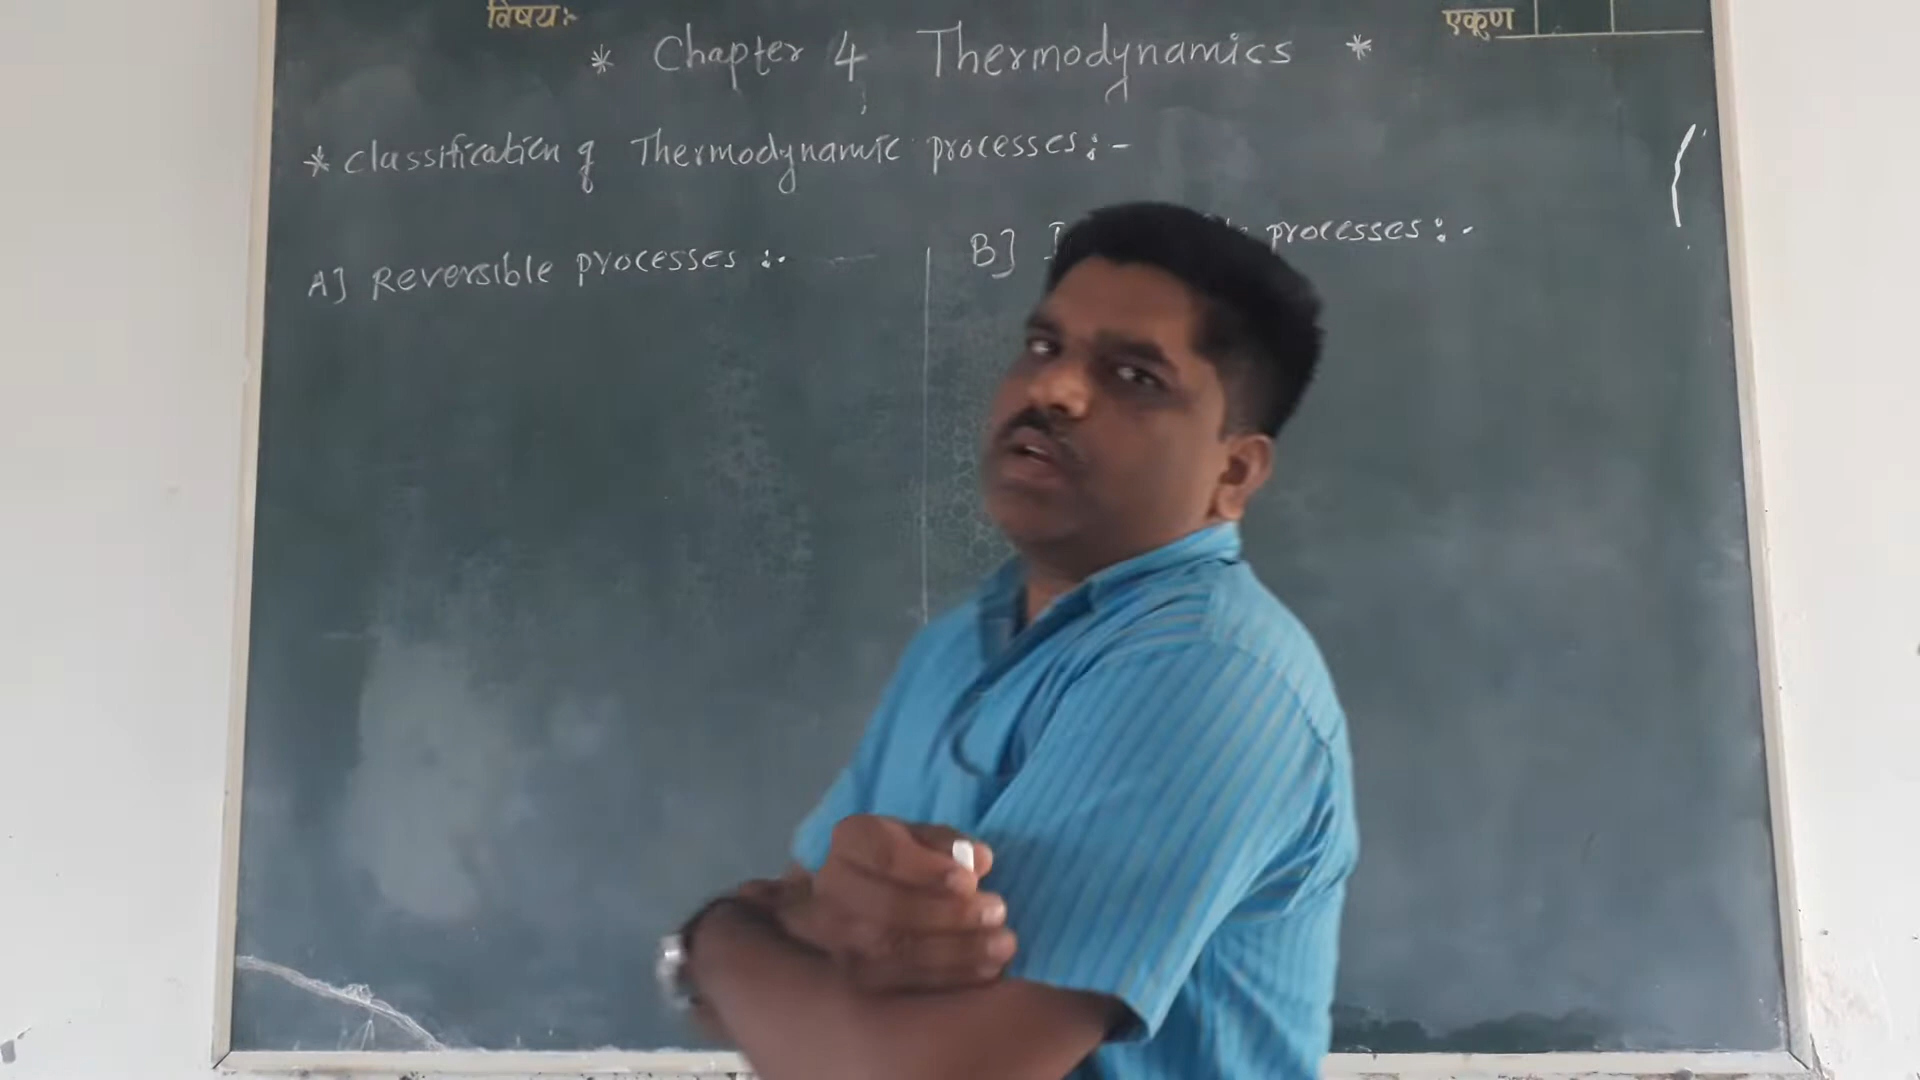 विषय:-
एकूण
* Chapter 4 Thermodynamics *
* Classification of Thermodynamic processes:-
A] Reversible processes :-
B] processes:-